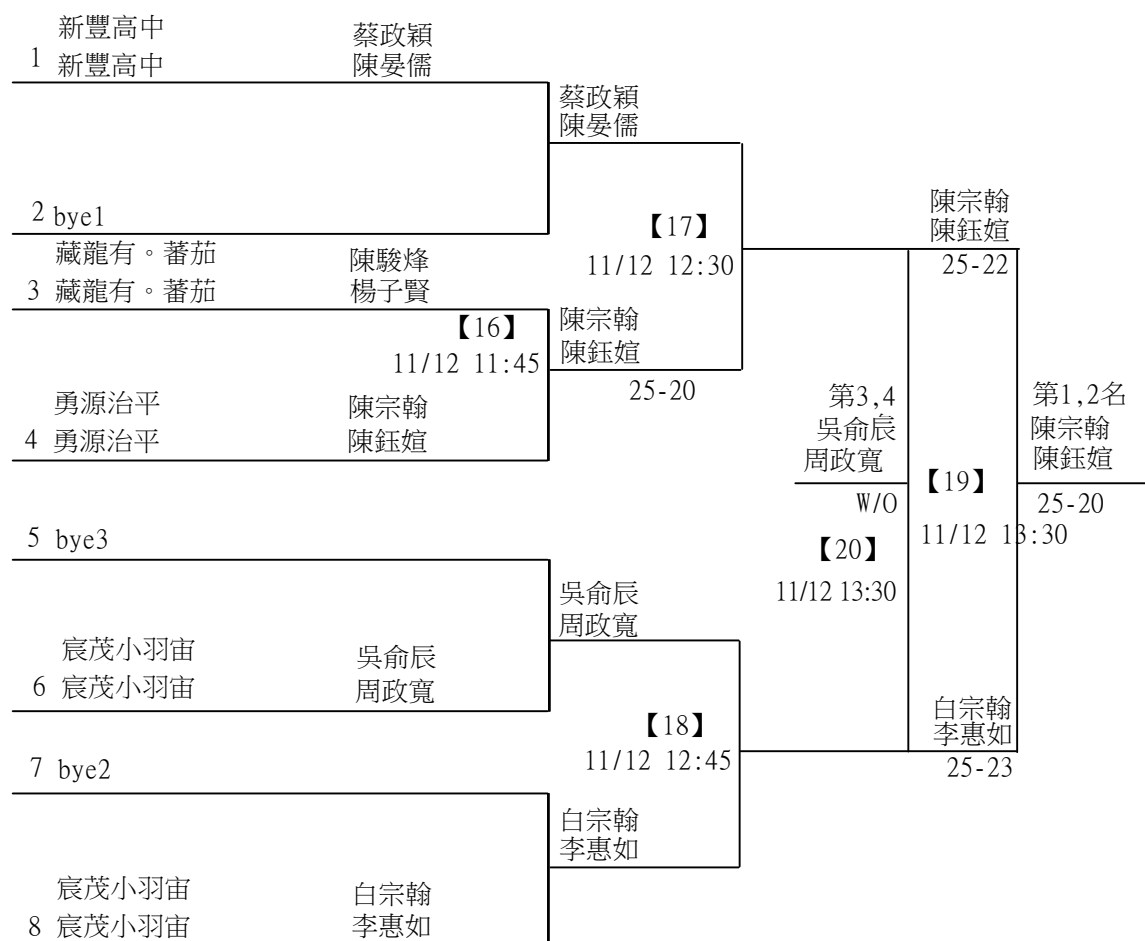 新豐高中 蔡政穎
1 新豐高中 陳晏儒
蔡政穎
陳晏儒
2 bye1
【17】
11/12 12:30
陳宗翰
陳鈺媗
25-22
藏龍有。蕃茄 陳駿烽
3 藏龍有。蕃茄 楊子賢
【16】
11/12 11:45
陳宗翰
陳鈺媗
25-20
勇源治平 陳宗翰
4 勇源治平 陳鈺媗
第3,4
吳俞辰
周政寬
W/O
【20】
11/12 13:30
【19】
11/12 13:30
第1,2名
陳宗翰
陳鈺媗
25-20
5 bye3
吳俞辰
周政寬
宸茂小羽宙 吳俞辰
6 宸茂小羽宙 周政寬
【18】
11/12 12:45
白宗翰
李惠如
25-23
7 bye2
白宗翰
李惠如
宸茂小羽宙 白宗翰
8 宸茂小羽宙 李惠如